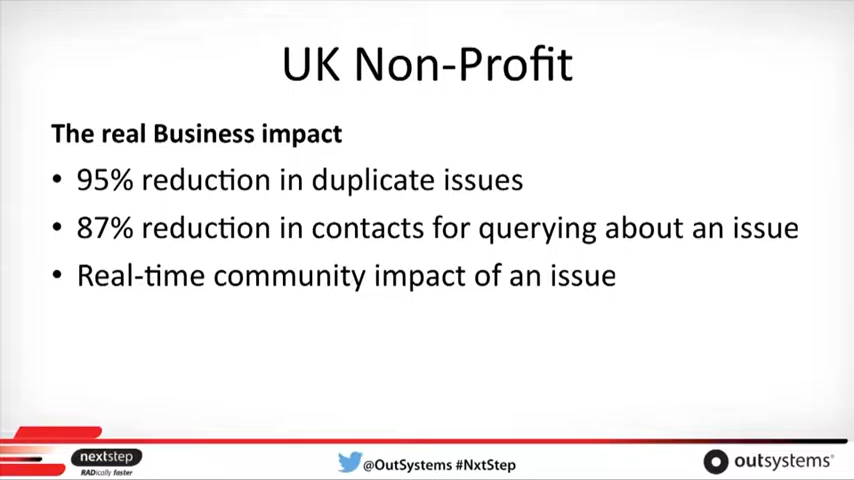 UK Non-Profit
The real Business impact
• 95% reduction in duplicate issues
• 87% reduction in contacts for querying about an issue
• Real-time community impact of an issue
nextstep
RADically faster
@OutSystems #NxtStep
outsystems®